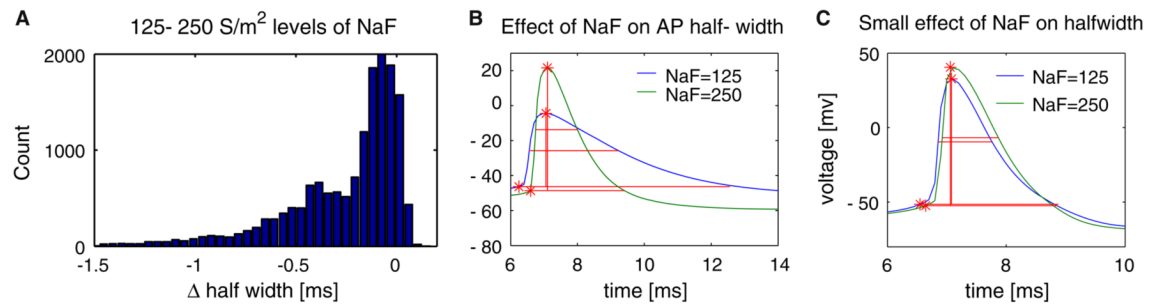 A
125- 250 S/m² levels of NaF
Count
2000
1000
0
-1.5
-1
-0.5
0
Δ half width [ms]
B
Effect of NaF on AP half- width
20
0
- 20
- 40
- 60
- 80
NaF=125
NaF=250
6
8
10
12
14
time [ms]
C
Small effect of NaF on halfwidth
voltage [mv]
50
0
- 50
NaF=125
NaF=250
6
8
10
time [ms]